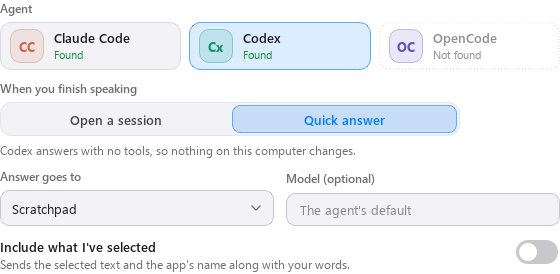 Agent
CC Claude Code Found
Cx Codex Found
OC OpenCode Not found
When you finish speaking
Open a session Quick answer
Codex answers with no tools, so nothing on this computer changes.
Answer goes to Model (optional)
Scratchpad The agent's default
Include what I've selected
Sends the selected text and the app's name along with your words.